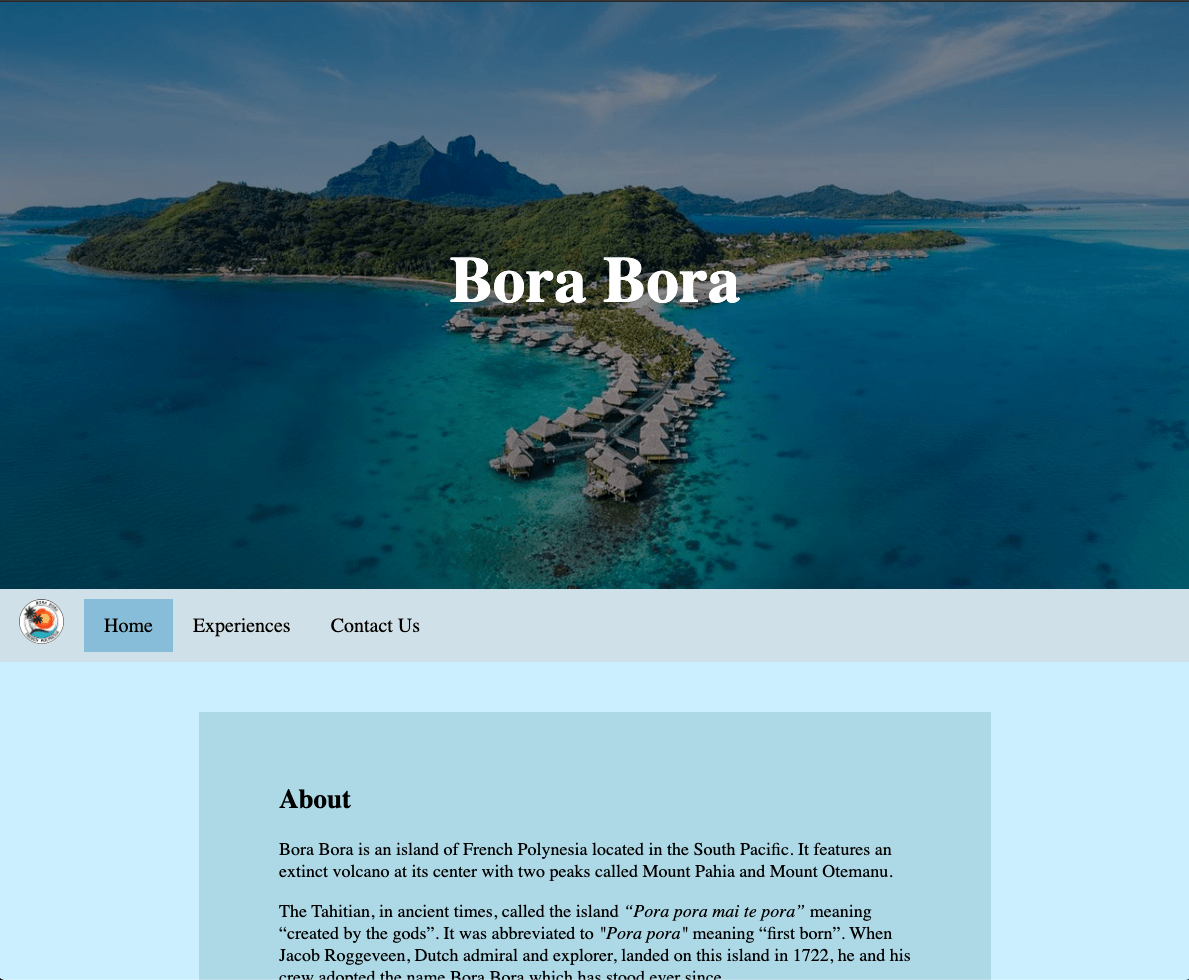 Bora Bora
BORA BORA
Home
Experiences
Contact Us
About
Bora Bora is an island of French Polynesia located in the South Pacific. It features an
extinct volcano at its center with two peaks called Mount Pahia and Mount Otemanu.
The Tahitian, in ancient times, called the island “Pora pora mai te pora” meaning
“created by the gods”. It was abbreviated to "Pora pora" meaning “first born”. When
Jacob Roggeveen, Dutch admiral and explorer, landed on this island in 1722, he and his
crew adopted the name Bora Bora which has stood ever since.